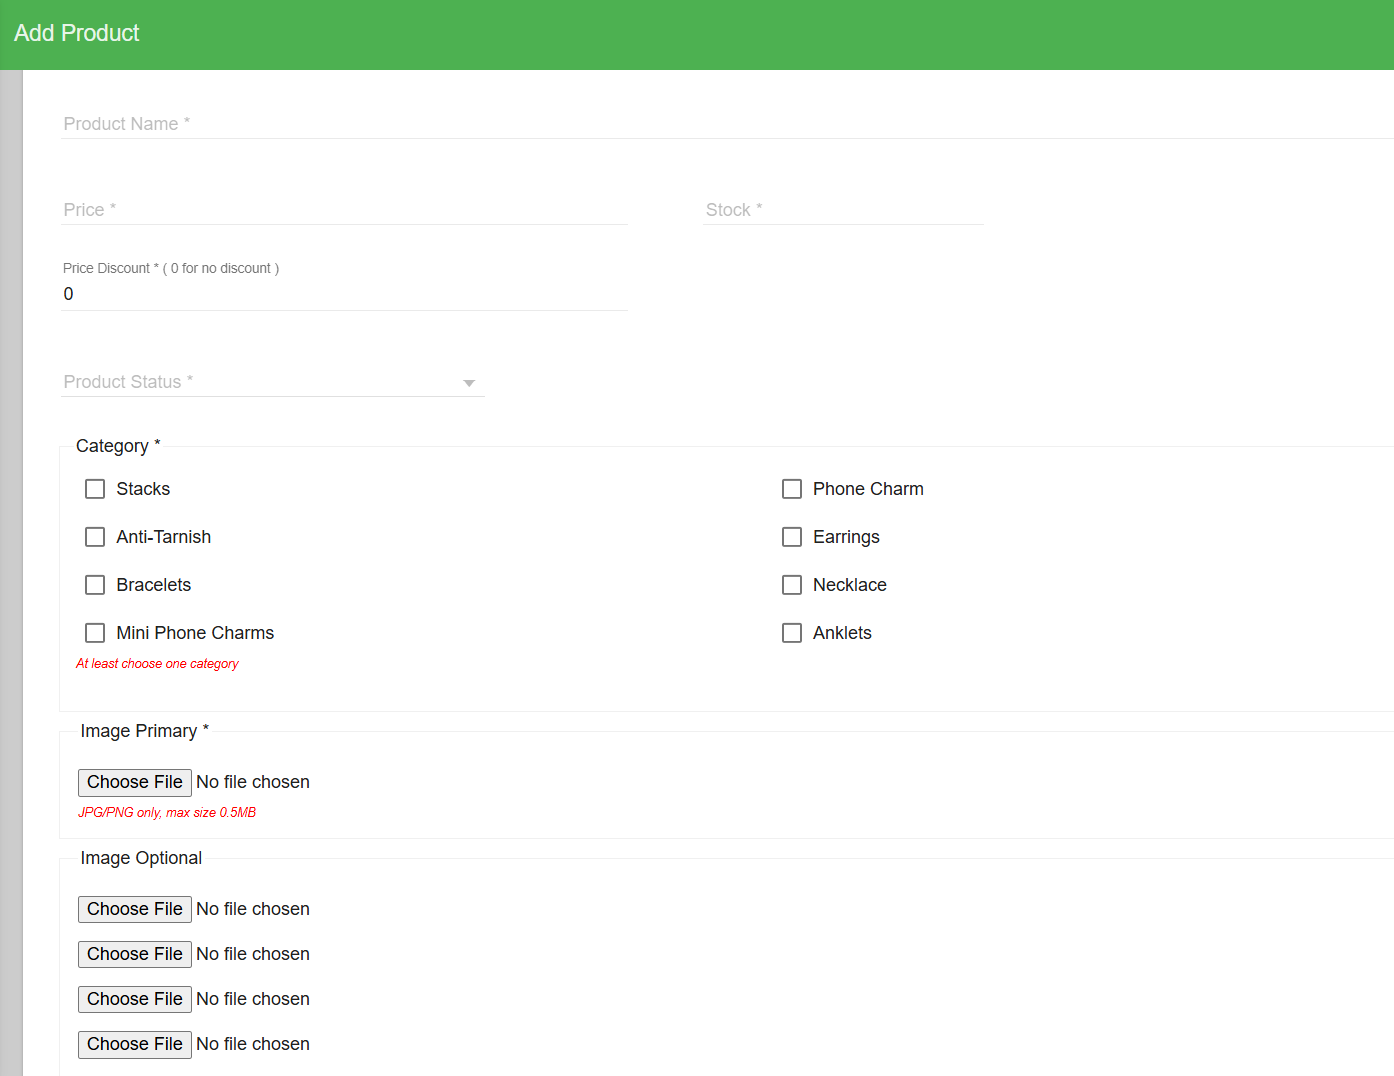 Add Product
Product Name *
Price *
Stock *
Price Discount * ( 0 for no discount )
0
Product Status *
Category *
Stacks
Phone Charm
Anti-Tarnish
Earrings
Bracelets
Necklace
Mini Phone Charms
Anklets
At least choose one category
Image Primary *
Choose File No file chosen
JPG/PNG only, max size 0.5MB
Image Optional
Choose File No file chosen
Choose File No file chosen
Choose File No file chosen
Choose File No file chosen